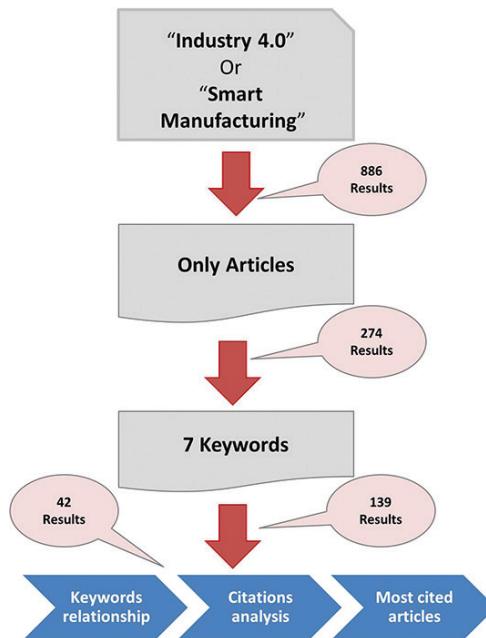 “Industry 4.0”
Or
“Smart
Manufacturing”
886
Results
Only Articles
274
Results
7 Keywords
42
Results
139
Results
Keywords
relationship
Citations
analysis
Most cited
articles